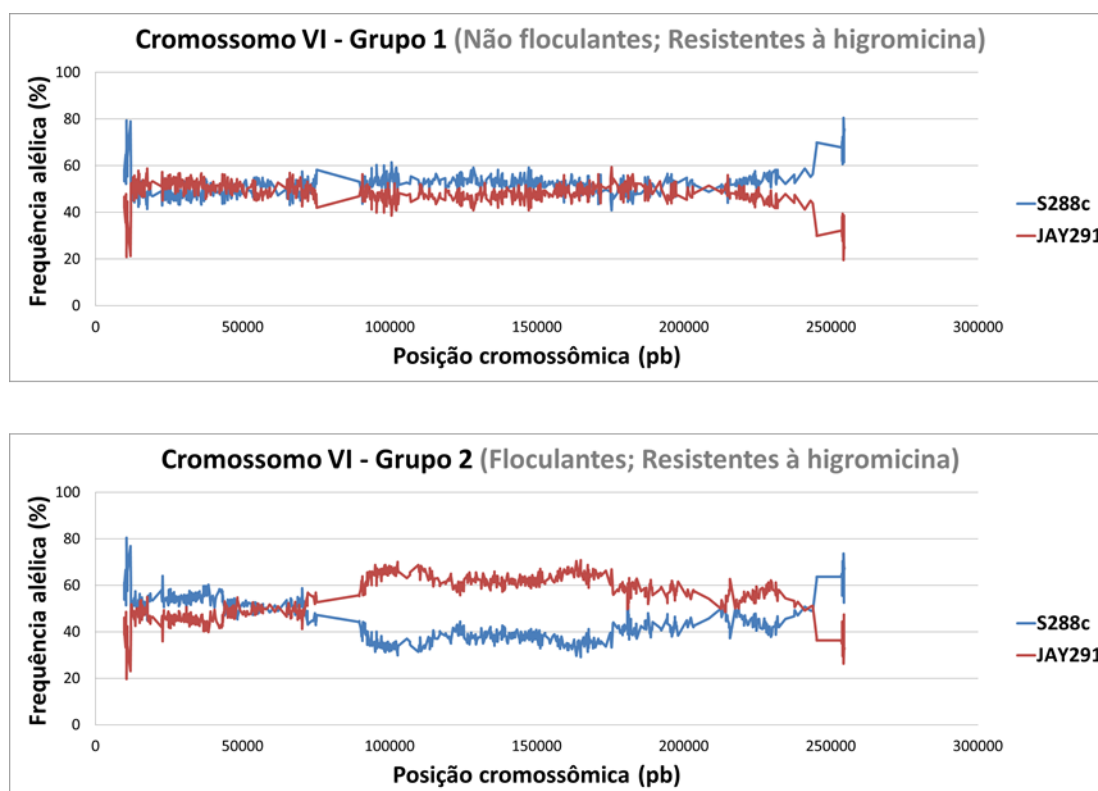 Cromossomo VI - Grupo 1 (Não floculantes; Resistentes à higromicina)
Frequência alélica (%)
100
80
60
40
20
0
0 50000 100000 150000 200000 250000 300000
Posição cromossômica (pb)
S288c
JAY291
Cromossomo VI - Grupo 2 (Floculantes; Resistentes à higromicina)
Frequência alélica (%)
100
80
60
40
20
0
0 50000 100000 150000 200000 250000 300000
Posição cromossômica (pb)
S288c
JAY291